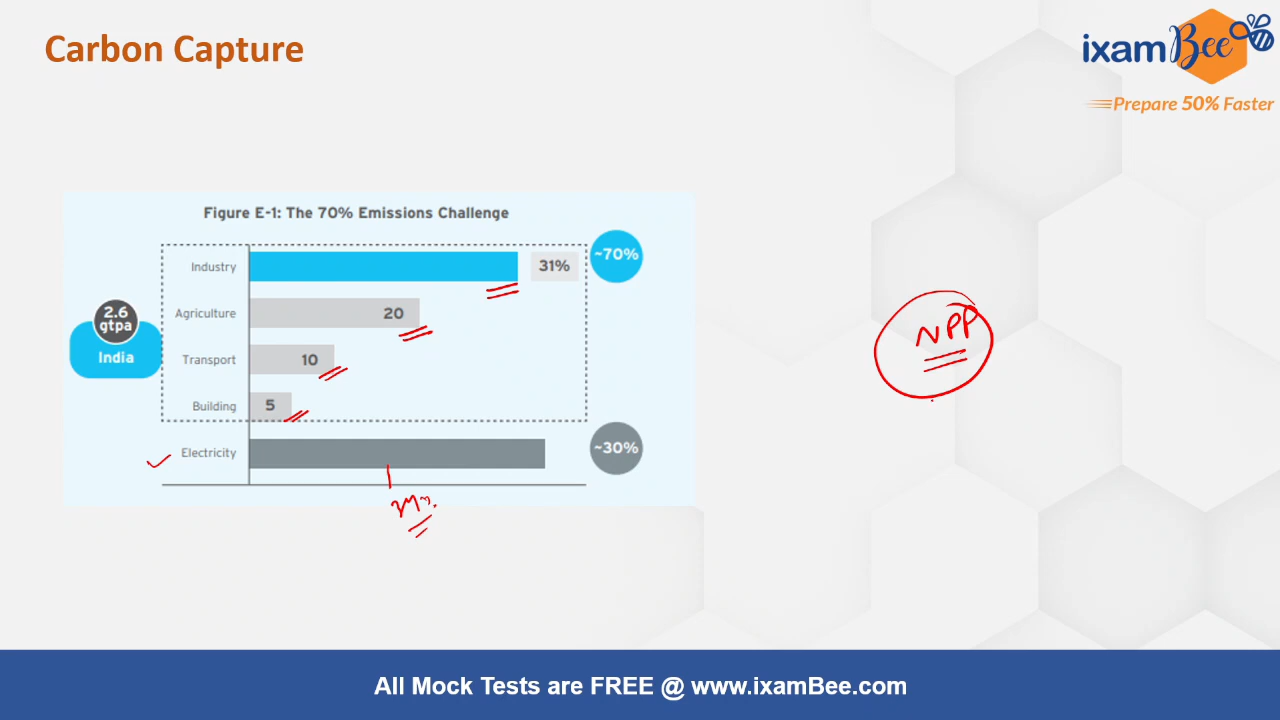 Carbon Capture
ixamBee
Prepare 50% Faster
Figure E-1: The 70% Emissions Challenge
Industry
31%
~70%
Agriculture
20
2.6
gtpa
India
Transport
10
Building
5
Electricity
~30%
NPP
All Mock Tests are FREE @ www.ixamBee.com